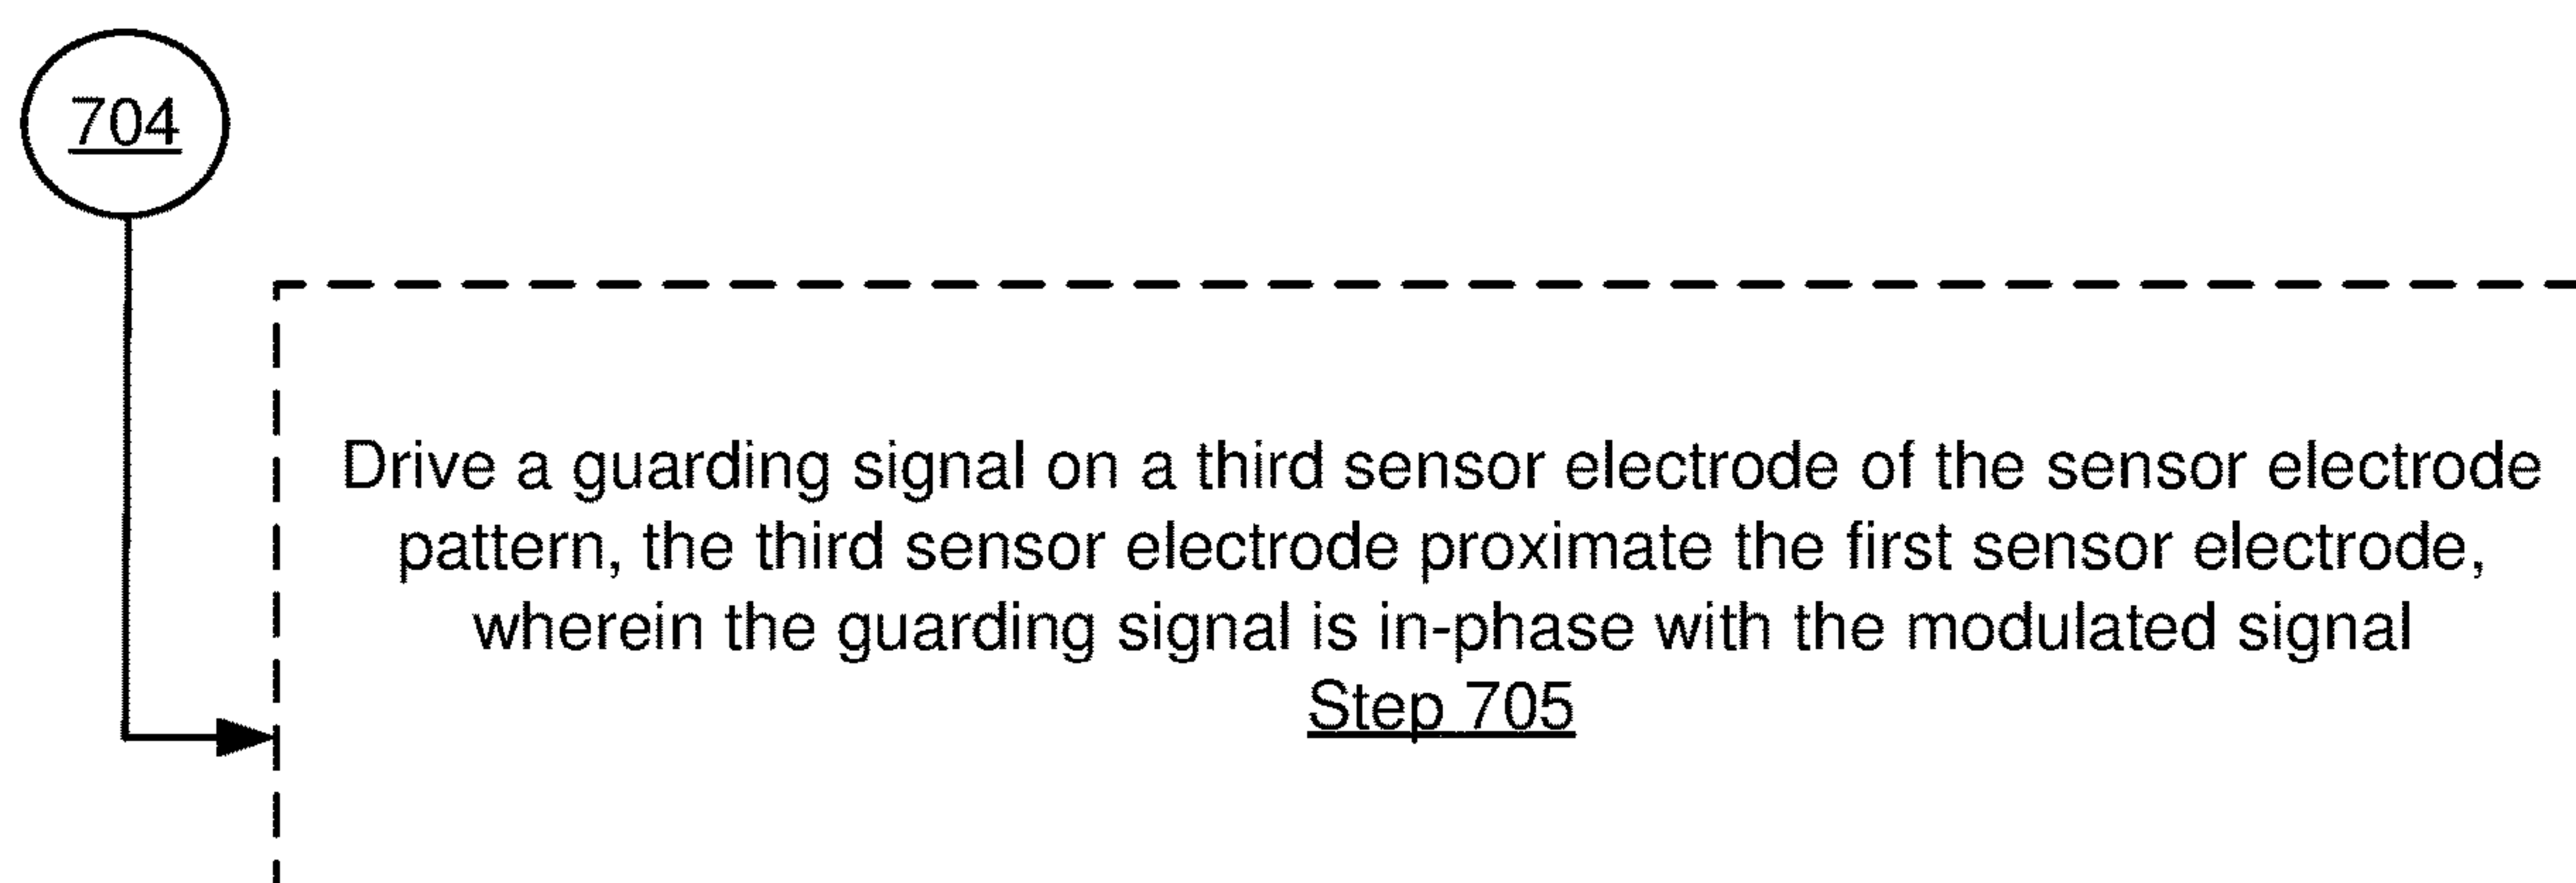 704
Drive a guarding signal on a third sensor electrode of the sensor electrode
pattern, the third sensor electrode proximate the first sensor electrode,
wherein the guarding signal is in-phase with the modulated signal
Step 705